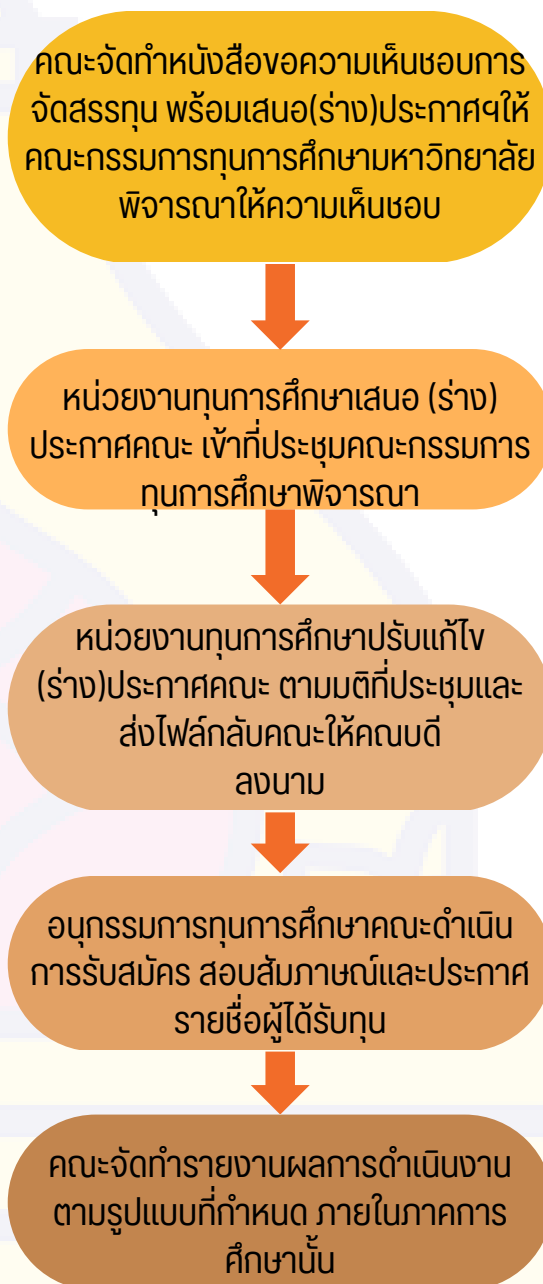 คณะจัดทำหนังสือขอความเห็นชอบการ
จัดสรรทุน พร้อมเสนอ(ร่าง)ประกาศฯให้
คณะกรรมการทุนการศึกษามหาวิทยาลัย
พิจารณาให้ความเห็นชอบ
หน่วยงานทุนการศึกษาเสนอ (ร่าง)
ประกาศคณะ เข้าที่ประชุมคณะกรรมการ
ทุนการศึกษาพิจารณา
หน่วยงานทุนการศึกษาปรับแก้ไข
(ร่าง)ประกาศคณะ ตามมติที่ประชุมและ
ส่งไฟล์กลับคณะให้คณบดี
ลงนาม
อนุกรรมการทุนการศึกษาคณะดำเนิน
การรับสมัคร สอบสัมภาษณ์และประกาศ
รายชื่อผู้ได้รับทุน
คณะจัดทำรายงานผลการดำเนินงาน
ตามรูปแบบที่กำหนด ภายในภาคการ
ศึกษานั้น